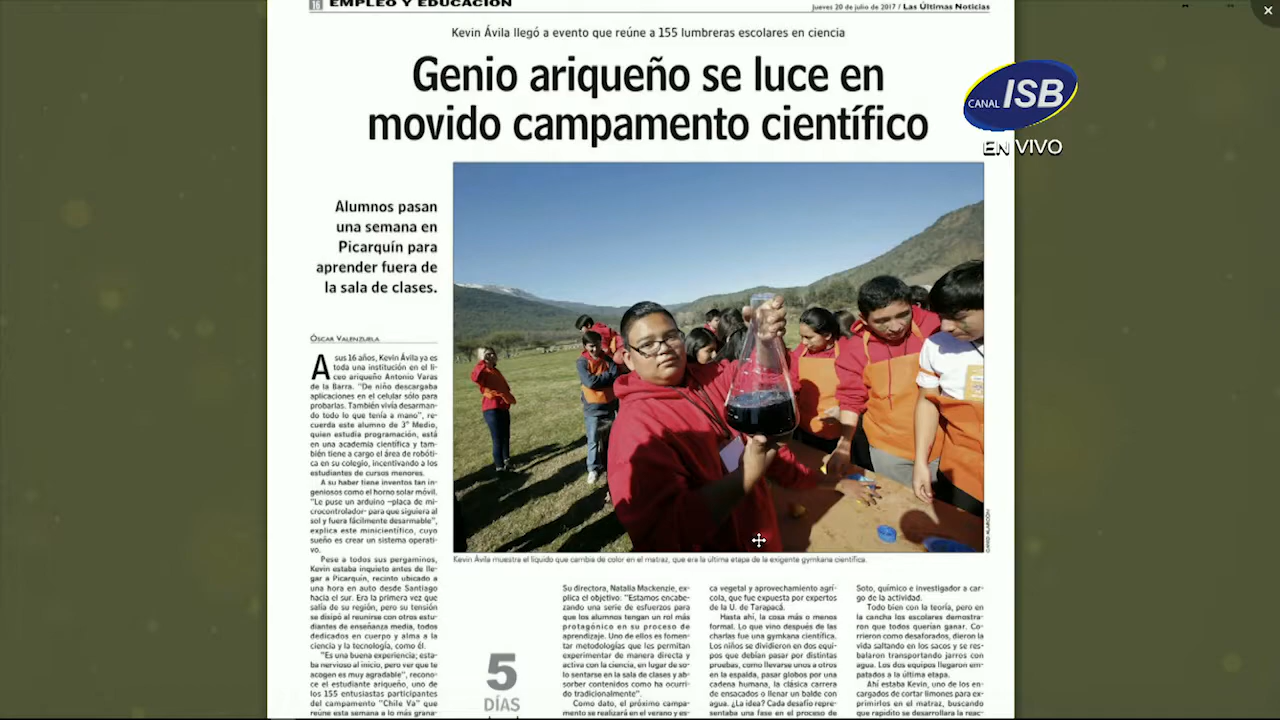 16 EMPLEO Y EDUCACIÓN
Jueves 20 de julio de 2017 / Las Últimas Noticias
Kevin Ávila llegó a evento que reúne a 155 lumbreras escolares en ciencia
Genio ariqueño se luce en
movido campamento científico
CANAL ISB
EN VIVO
Alumnos pasan
una semana en
Picarquín para
aprender fuera de
la sala de clases.
ÓSCAR VALENZUELA
A sus 16 años, Kevin Ávila ya es
toda una institución en el li-
ceo ariqueño Antonio Varas
de la Barra. "De niño descargaba
aplicaciones en el celular sólo para
probarlas. También vivía desarman-
do todo lo que tenía a mano", re-
cuerda este alumno de 3° Medio,
quien estudia programación, está
en una academia científica y tam-
bién tiene a cargo el área de robóti-
ca en su colegio, incentivando a los
estudiantes de cursos menores.
A su haber tiene inventos tan in-
geniosos como el horno solar móvil.
"Le puse un arduino –placa de mi-
crocontrolador- para que siguiera al
sol y fuera fácilmente desarmable",
explica este minicientífico, cuyo
sueño es crear un sistema operati-
vo.
Pese a todos sus pergaminos,
Kevin estaba inquieto antes de lle-
gar a Picarquín, recinto ubicado a
una hora en auto desde Santiago
hacia el sur. Era la primera vez que
salía de su región, pero su tensión
se disipó al reunirse con otros estu-
diantes de enseñanza media, todos
dedicados en cuerpo y alma a la
ciencia y la tecnología, como él.
"Es una buena experiencia; esta-
ba nervioso al inicio, pero ver que te
acogen es muy agradable", recono-
ce el estudiante ariqueño, uno de
los 155 entusiastas participantes
del campamento "Chile Va" que
reúne esta semana a lo más grana-
Kevin Ávila muestra el líquido que cambia de color en el matraz, que era la última etapa de la exigente gymkana científica.
5
DÍAS
Su directora, Natalia Mackenzie, ex-
plica el objetivo: "Estamos encabe-
zando una serie de esfuerzos para
que los alumnos tengan un rol más
protagónico en su proceso de
aprendizaje. Uno de ellos es fomen-
tar metodologías que les permitan
experimentar de manera directa y
activa con la ciencia, en lugar de so-
lo sentarse en la sala de clases y ab-
sorber contenidos como ha ocurri-
do tradicionalmente".
Como dato, el próximo campa-
mento se realizará en el verano y es-
ca vegetal y aprovechamiento agrí-
cola, que fue expuesta por expertos
de la U. de Tarapacá.
Hasta ahí, la cosa más o menos
formal. Lo que vino después de las
charlas fue una gymkana científica.
Los niños se dividieron en dos equi-
pos que debían pasar por distintas
pruebas, como llevarse unos a otros
en la espalda, pasar globos por una
cadena humana, la clásica carrera
de ensacados o llenar un balde con
agua. ¿La idea? Cada desafío repre-
sentaba una fase en el proceso de
Soto, químico e investigador a car-
go de la actividad.
Todo bien con la teoría, pero en
la cancha los escolares demostra-
ron que todos querían ganar. Co-
rrieron como desaforados, dieron la
vida saltando en los sacos y se res-
balaron transportando jarros con
agua. Los dos equipos llegaron em-
patados a la última etapa.
Ahí estaba Kevin, uno de los en-
cargados de cortar limones para ex-
primirlos en el matraz, buscando
que rapidito se desarrollara la reac-